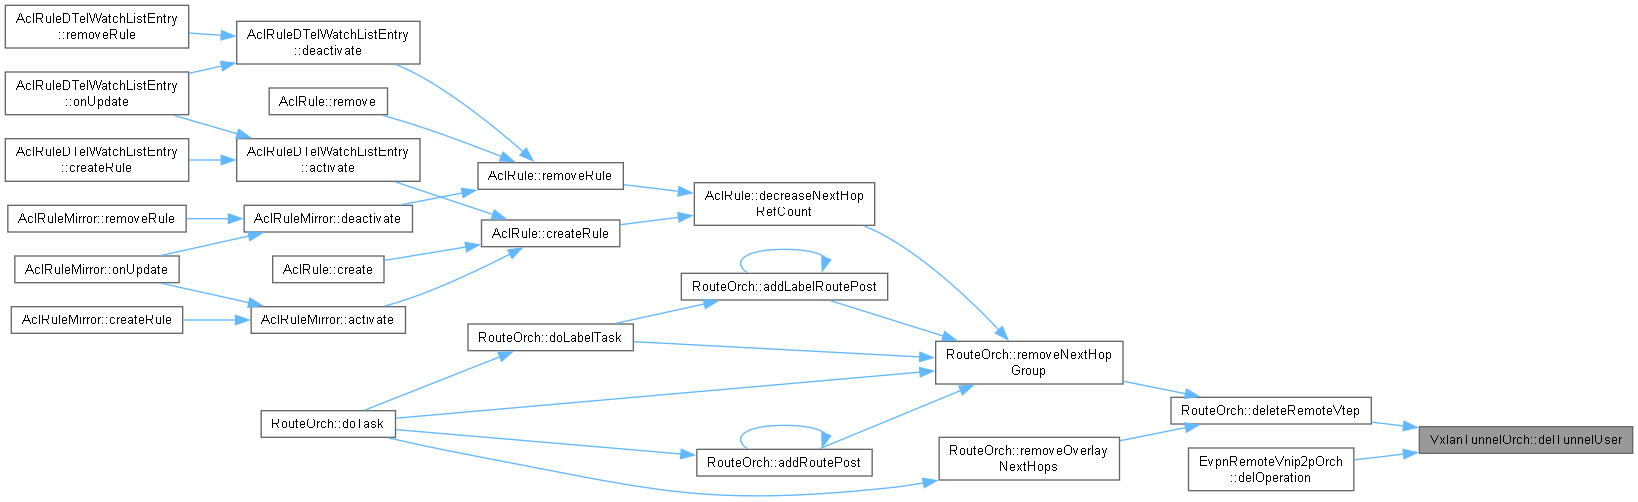 AclRuleDTelWatchListEntry
::removeRule
AclRuleDTelWatchListEntry
::deactivate
AclRuleDTelWatchListEntry
::onUpdate
AclRule::remove
AclRuleDTelWatchListEntry
::createRule
AclRuleDTelWatchListEntry
::activate
AclRule::removeRule
AclRule::decreaseNextHop
RefCount
AclRuleMirror::removeRule
AclRuleMirror::deactivate
AclRule::createRule
AclRuleMirror::onUpdate
AclRule::create
RouteOrch::addLabelRoutePost
AclRuleMirror::createRule
AclRuleMirror::activate
RouteOrch::doLabelTask
RouteOrch::removeNextHop
Group
RouteOrch::doTask
RouteOrch::deleteRemoteVtep
VxlanTunnelOrch::delTunnelUser
RouteOrch::addRoutePost
RouteOrch::removeOverlay
NextHops
EvpnRemoteVnip2pOrch
::delOperation